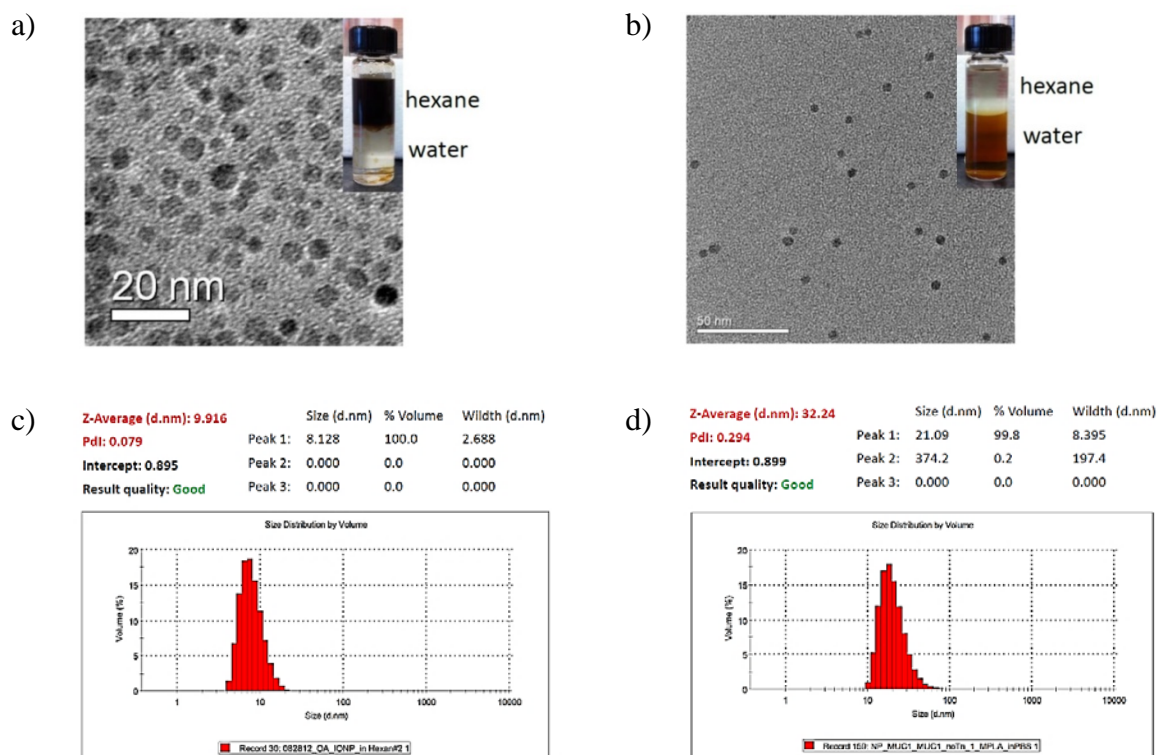 a)
hexane
water
20 nm
b)
hexane
water
50 nm
c)
Z-Average (d.nm): 9.916
PdI: 0.079
Intercept: 0.895
Result quality: Good
Size (d.nm) % Volume Wildth (d.nm)
Peak 1: 8.128 100.0 2.688
Peak 2: 0.000 0.0 0.000
Peak 3: 0.000 0.0 0.000
Size Distribution by Volume
Volume (%)
20
15
10
5
0
1 10 100 1000 10000
Size (d.nm)
Record 30: 082812_OA_IONP_in Hexan#2 1
d)
Z-Average (d.nm): 32.24
PdI: 0.294
Intercept: 0.899
Result quality: Good
Size (d.nm) % Volume Wildth (d.nm)
Peak 1: 21.09 99.8 8.395
Peak 2: 374.2 0.2 197.4
Peak 3: 0.000 0.0 0.000
Size Distribution by Volume
Volume (%)
20
15
10
5
0
1 10 100 1000 10000
Size (d.nm)
Record 150: NP_MUG1_MUG1_noTn_1_MPLA_inPBS 1